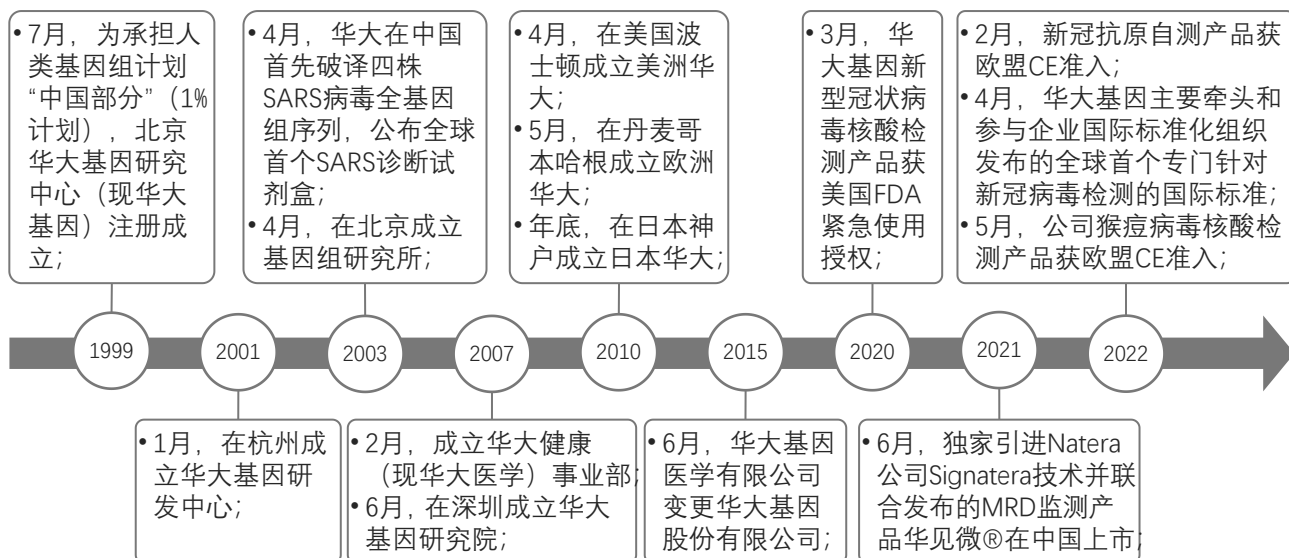 • 7月，为承担人
类基因组计划
“中国部分”（1%
计划），北京
华大基因研究
中心（现华大
基因）注册成
立；
• 4月，华大在中国
首先破译四株
SARS病毒全基因
组序列，公布全球
首个SARS诊断试
剂盒；
• 4月，在北京成立
基因组研究所；
• 4月，在美国波
士顿成立美洲华
大；
• 5月，在丹麦哥
本哈根成立欧洲
华大；
• 年底，在日本神
户成立日本华大；
• 3月，华
大基因新
型冠状病
毒核酸检
测产品获
美国FDA
紧急使用
授权；
• 2月，新冠抗原自测产品获
欧盟CE准入；
• 4月，华大基因主要牵头和
参与企业国际标准化组织
发布的全球首个专门针对
新冠病毒检测的国际标准；
• 5月，公司猴痘病毒核酸检
测产品获欧盟CE准入；
1999
2001
2003
2007
2010
2015
2020
2021
2022
• 1月，在杭州成
立华大基因研
发中心；
• 2月，成立华大健康
（现华大医学）事业部；
• 6月，在深圳成立华大
基因研究院；
• 6月，华大基因
医学有限公司
变更华大基因
股份有限公司；
• 6月，独家引进Natera
公司Signatera技术并联
合发布的MRD监测产
品华见微®在中国上市；